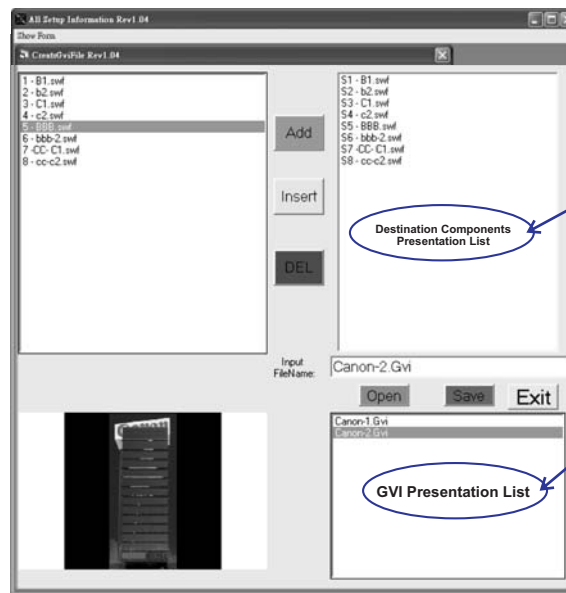 All Setup Information Rev1.04
Show Form
CreateGviFile Rev1.04
1 - B1.swf
2 - b2.swf
3 - C1.swf
4 - c2.swf
5 - BBB.swf
6 - bbb-2.swf
7 -CC- C1.swf
8 - cc-c2.swf
Add
Insert
DEL
S1 - B1.swf
S2 - b2.swf
S3 - C1.swf
S4 - c2.swf
S5 - BBB.swf
S6 - bbb-2.swf
S7 -CC- C1.swf
S8 - cc-c2.swf
Destination Components
Presentation List
Input
FileName:
Canon-2.Gvi
Open
Save
Exit
Canon-1.Gvi
Canon-2.Gvi
GVI Presentation List
Canon